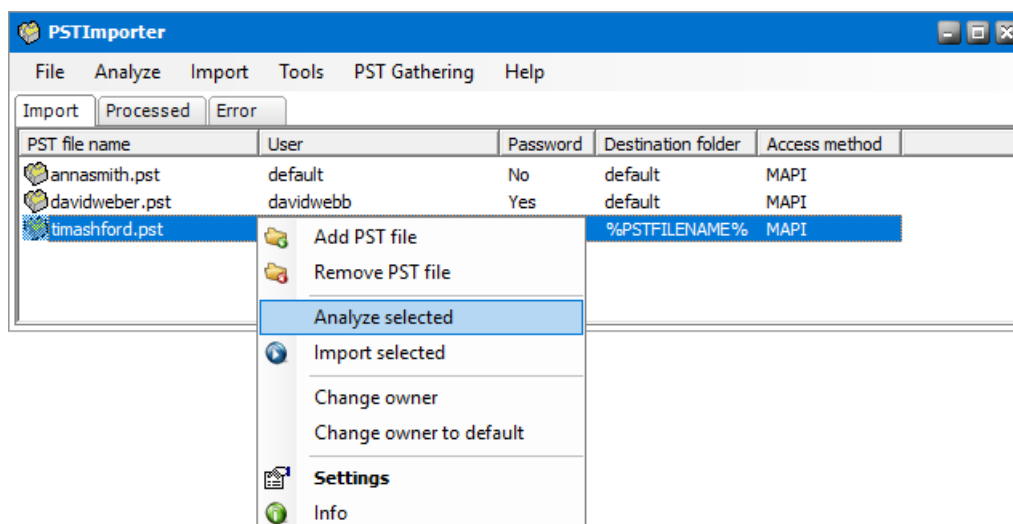 PSTImporter
File Analyze Import Tools PST Gathering Help
Import Processed Error
PST file name User Password Destination folder Access method
annasmith.pst default No default MAPI
davidweber.pst davidwebb Yes default MAPI
timashford.pst %PSTFILENAME% MAPI
Add PST file
Remove PST file
Analyze selected
Import selected
Change owner
Change owner to default
Settings
Info